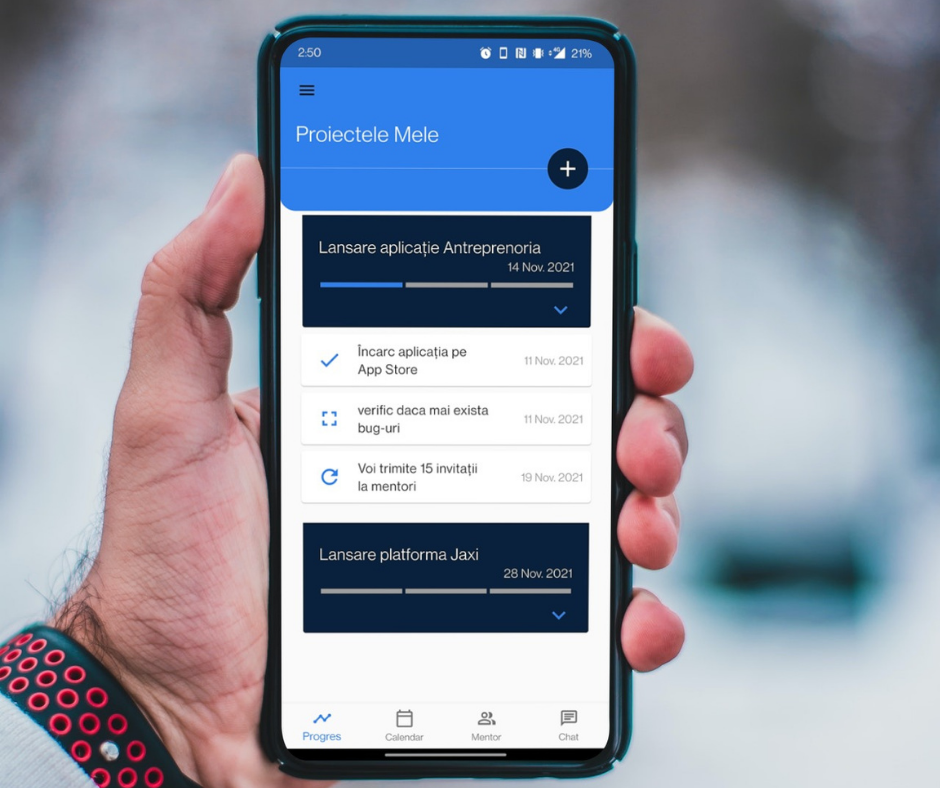 2:50
4G
21%
Proiectele Mele
Lansare aplicație Antreprenoria
14 Nov. 2021
Încarc aplicația pe
App Store
11 Nov. 2021
verific daca mai exista
bug-uri
11 Nov. 2021
Voi trimite 15 invitații
la mentori
19 Nov. 2021
Lansare platforma Jaxi
28 Nov. 2021
Progres
Calendar
Mentor
Chat